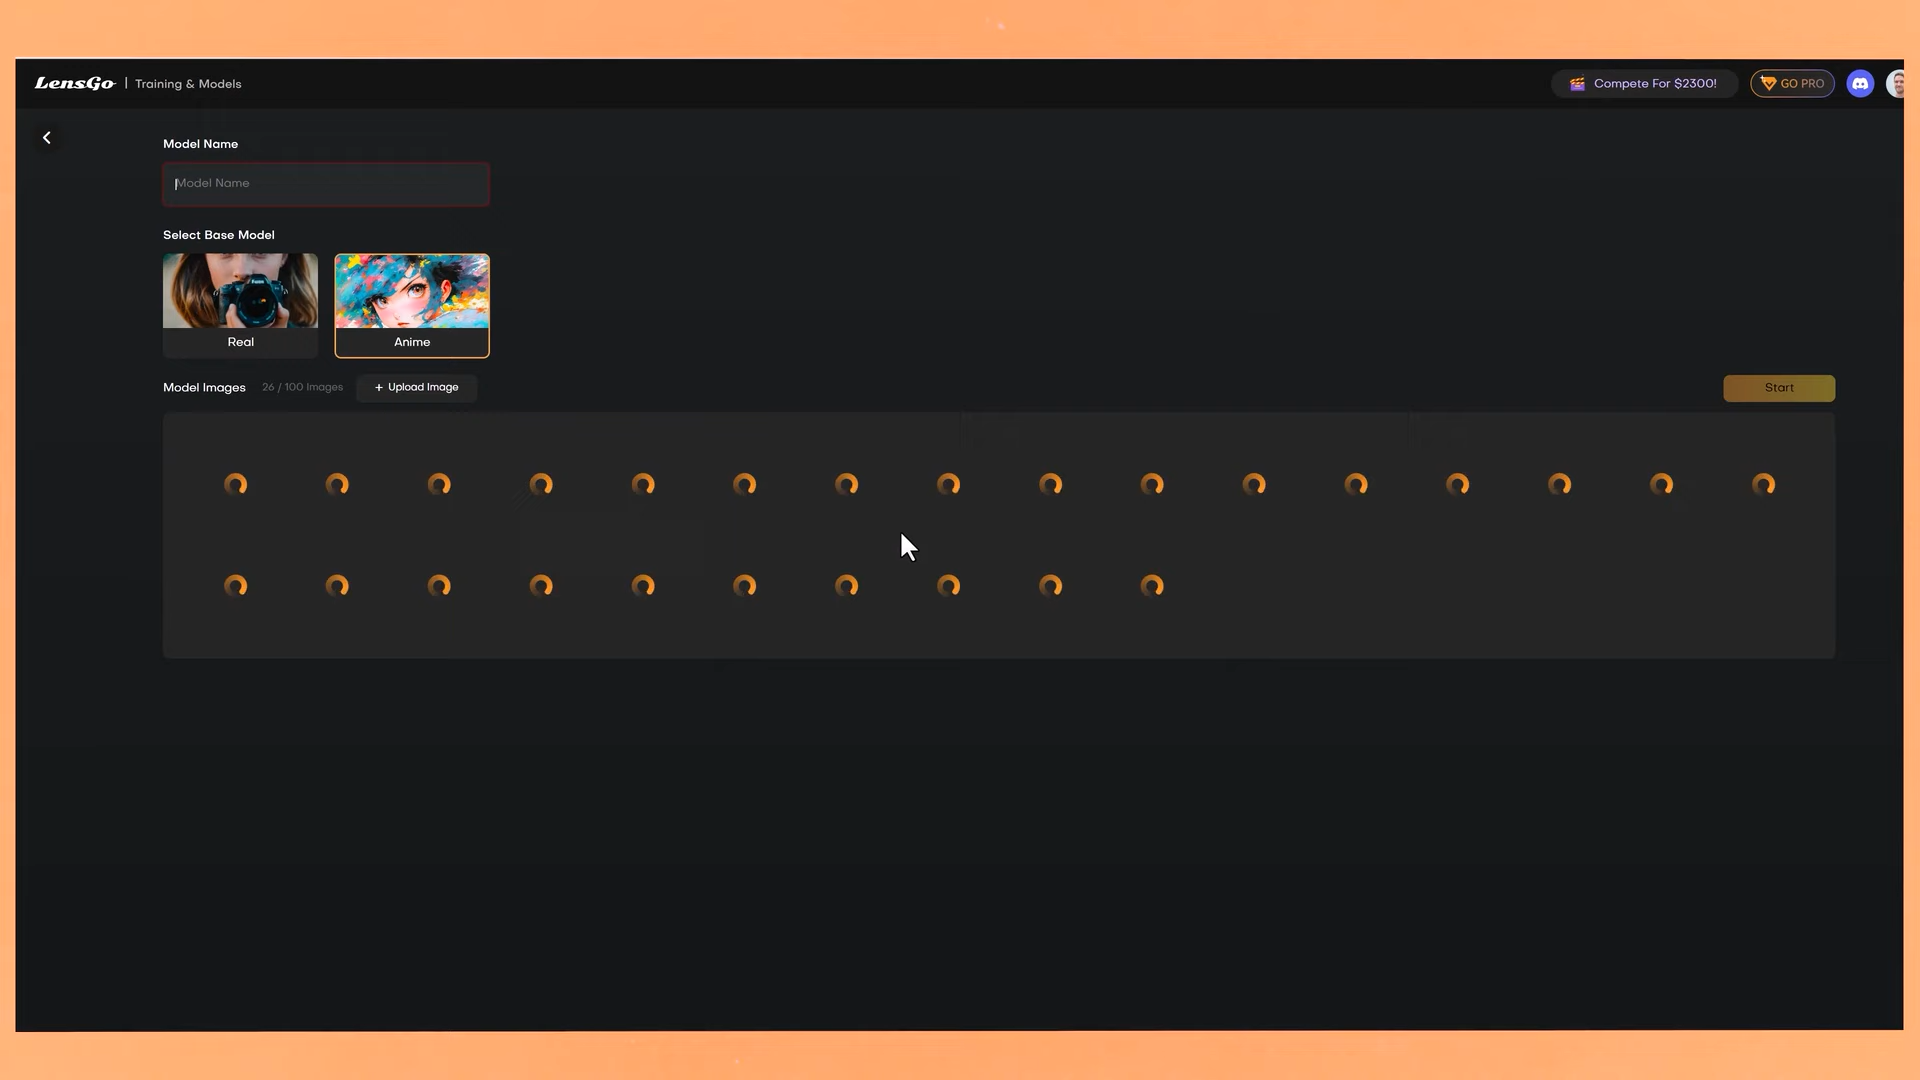 LensGo | Training & Models
Compete For $2300!
GO PRO
Model Name
Model Name
Select Base Model
Real
Anime
Model Images 26 / 100 Images + Upload Image
Start